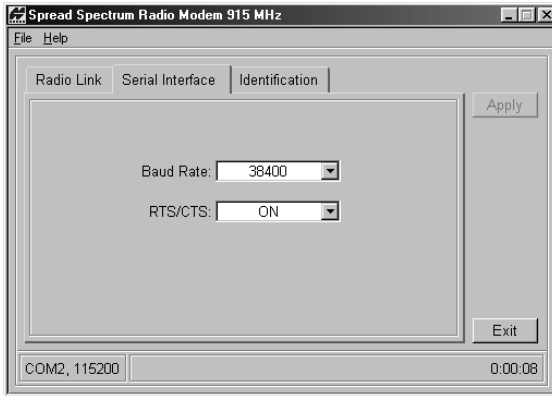 Spread Spectrum Radio Modem 915 MHz
File Help
Radio Link Serial Interface Identification
Apply
Baud Rate: 38400
RTS/CTS: ON
Exit
COM2, 115200 0:00:08